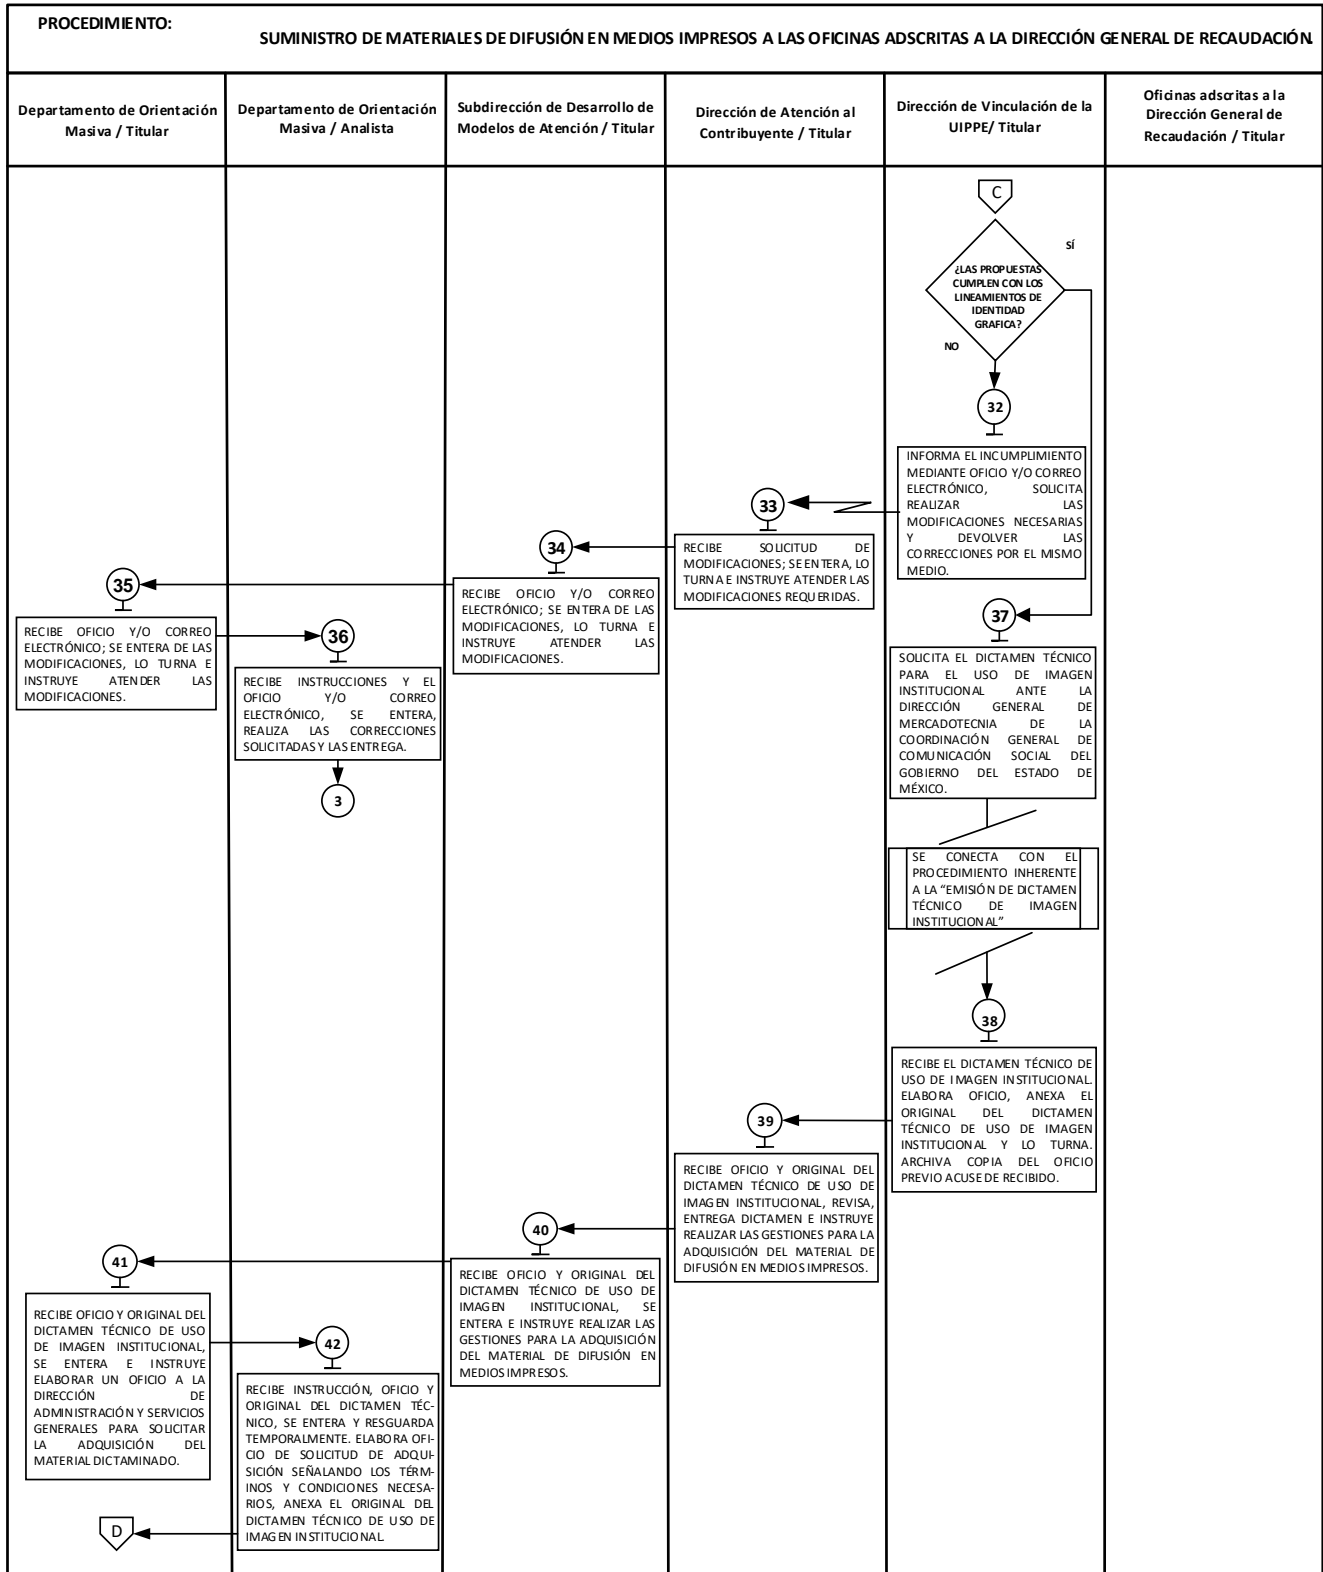 PROCEDIMIENTO:
SUMINISTRO DE MATERIALES DE DIFUSIÓN EN MEDIOS IMPRESOS A LAS OFICINAS ADSCRITAS A LA DIRECCIÓN GENERAL DE RECAUDACIÓN.
Departamento de Orientación
Masiva / Titular
Departamento de Orientación
Masiva / Analista
Subdirección de Desarrollo de
Modelos de Atención / Titular
Dirección de Atención al
Contribuyente / Titular
Dirección de Vinculación de la
UIPPE/ Titular
Oficinas adscritas a la
Dirección General de
Recaudación / Titular
C
SÍ
¿LAS PROPUESTAS
CUMPLEN CON LOS
LINEAMIENTOS DE
IDENTIDAD
GRAFICA?
NO
32
INFORMA EL INCUMPLIMIENTO
MEDIANTE OFICIO Y/O CORREO
ELECTRÓNICO, SOLICITA
REALIZAR LAS
MODIFICACIONES NECESARIAS
Y DEVOLVER LAS
CORRECCIONES POR EL MISMO
MEDIO.
33
RECIBE SOLICITUD DE
MODIFICACIONES; SE ENTERA, LO
TURNA E INSTRUYE ATENDER LAS
MODIFICACIONES REQUERIDAS.
34
RECIBE OFICIO Y/O CORREO
ELECTRÓNICO; SE ENTERA DE LAS
MODIFICACIONES, LO TURNA E
INSTRUYE ATENDER LAS
MODIFICACIONES.
35
RECIBE OFICIO Y/O CORREO
ELECTRÓNICO; SE ENTERA DE LAS
MODIFICACIONES, LO TURNA E
INSTRUYE ATENDER LAS
MODIFICACIONES.
36
RECIBE INSTRUCCIONES Y EL
OFICIO Y/O CORREO
ELECTRÓNICO, SE ENTERA,
REALIZA LAS CORRECCIONES
SOLICITADAS Y LAS ENTREGA.
3
37
SOLICITA EL DICTAMEN TÉCNICO
PARA EL USO DE IMAGEN
INSTITUCIONAL ANTE LA
DIRECCIÓN GENERAL DE
MERCADOTECNIA DE LA
COORDINACIÓN GENERAL DE
COMUNICACIÓN SOCIAL DEL
GOBIERNO DEL ESTADO DE
MÉXICO.
SE CONECTA CON EL
PROCEDIMIENTO INHERENTE
A LA “EMISIÓN DE DICTAMEN
TÉCNICO DE IMAGEN
INSTITUCIONAL”
38
RECIBE EL DICTAMEN TÉCNICO DE
USO DE IMAGEN INSTITUCIONAL.
ELABORA OFICIO, ANEXA EL
ORIGINAL DEL DICTAMEN
TÉCNICO DE USO DE IMAGEN
INSTITUCIONAL Y LO TURNA.
ARCHIVA COPIA DEL OFICIO
PREVIO ACUSE DE RECIBIDO.
39
RECIBE OFICIO Y ORIGINAL DEL
DICTAMEN TÉCNICO DE USO DE
IMAGEN INSTITUCIONAL, REVISA,
ENTREGA DICTAMEN E INSTRUYE
REALIZAR LAS GESTIONES PARA LA
ADQUISICIÓN DEL MATERIAL DE
DIFUSIÓN EN MEDIOS IMPRESOS.
40
RECIBE OFICIO Y ORIGINAL DEL
DICTAMEN TÉCNICO DE USO DE
IMAGEN INSTITUCIONAL, SE
ENTERA E INSTRUYE REALIZAR LAS
GESTIONES PARA LA ADQUISICIÓN
DEL MATERIAL DE DIFUSIÓN EN
MEDIOS IMPRESOS.
41
RECIBE OFICIO Y ORIGINAL DEL
DICTAMEN TÉCNICO DE USO
DE IMAGEN INSTITUCIONAL,
SE ENTERA E INSTRUYE
ELABORAR UN OFICIO A LA
DIRECCIÓN DE
ADMINISTRACIÓN Y SERVICIOS
GENERALES PARA SOLICITAR
LA ADQUISICIÓN DEL
MATERIAL DICTAMINADO.
42
RECIBE INSTRUCCIÓN, OFICIO Y
ORIGINAL DEL DICTAMEN TÉC-
NICO, SE ENTERA Y RESGUARDA
TEMPORALMENTE. ELABORA OFI-
CIO DE SOLICITUD DE ADQUI-
SICIÓN SEÑALANDO LOS TÉRM-
INOS Y CONDICIONES NECESA-
RIOS, ANEXA EL ORIGINAL DEL
DICTAMEN TÉCNICO DE USO DE
IMAGEN INSTITUCIONAL.
D